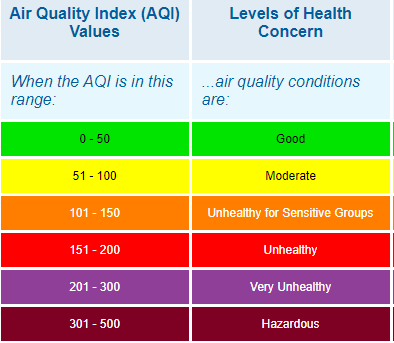 Air Quality Index (AQI) Values
Levels of Health Concern
When the AQI is in this range:
...air quality conditions are:
0 - 50
Good
51 - 100
Moderate
101 - 150
Unhealthy for Sensitive Groups
151 - 200
Unhealthy
201 - 300
Very Unhealthy
301 - 500
Hazardous